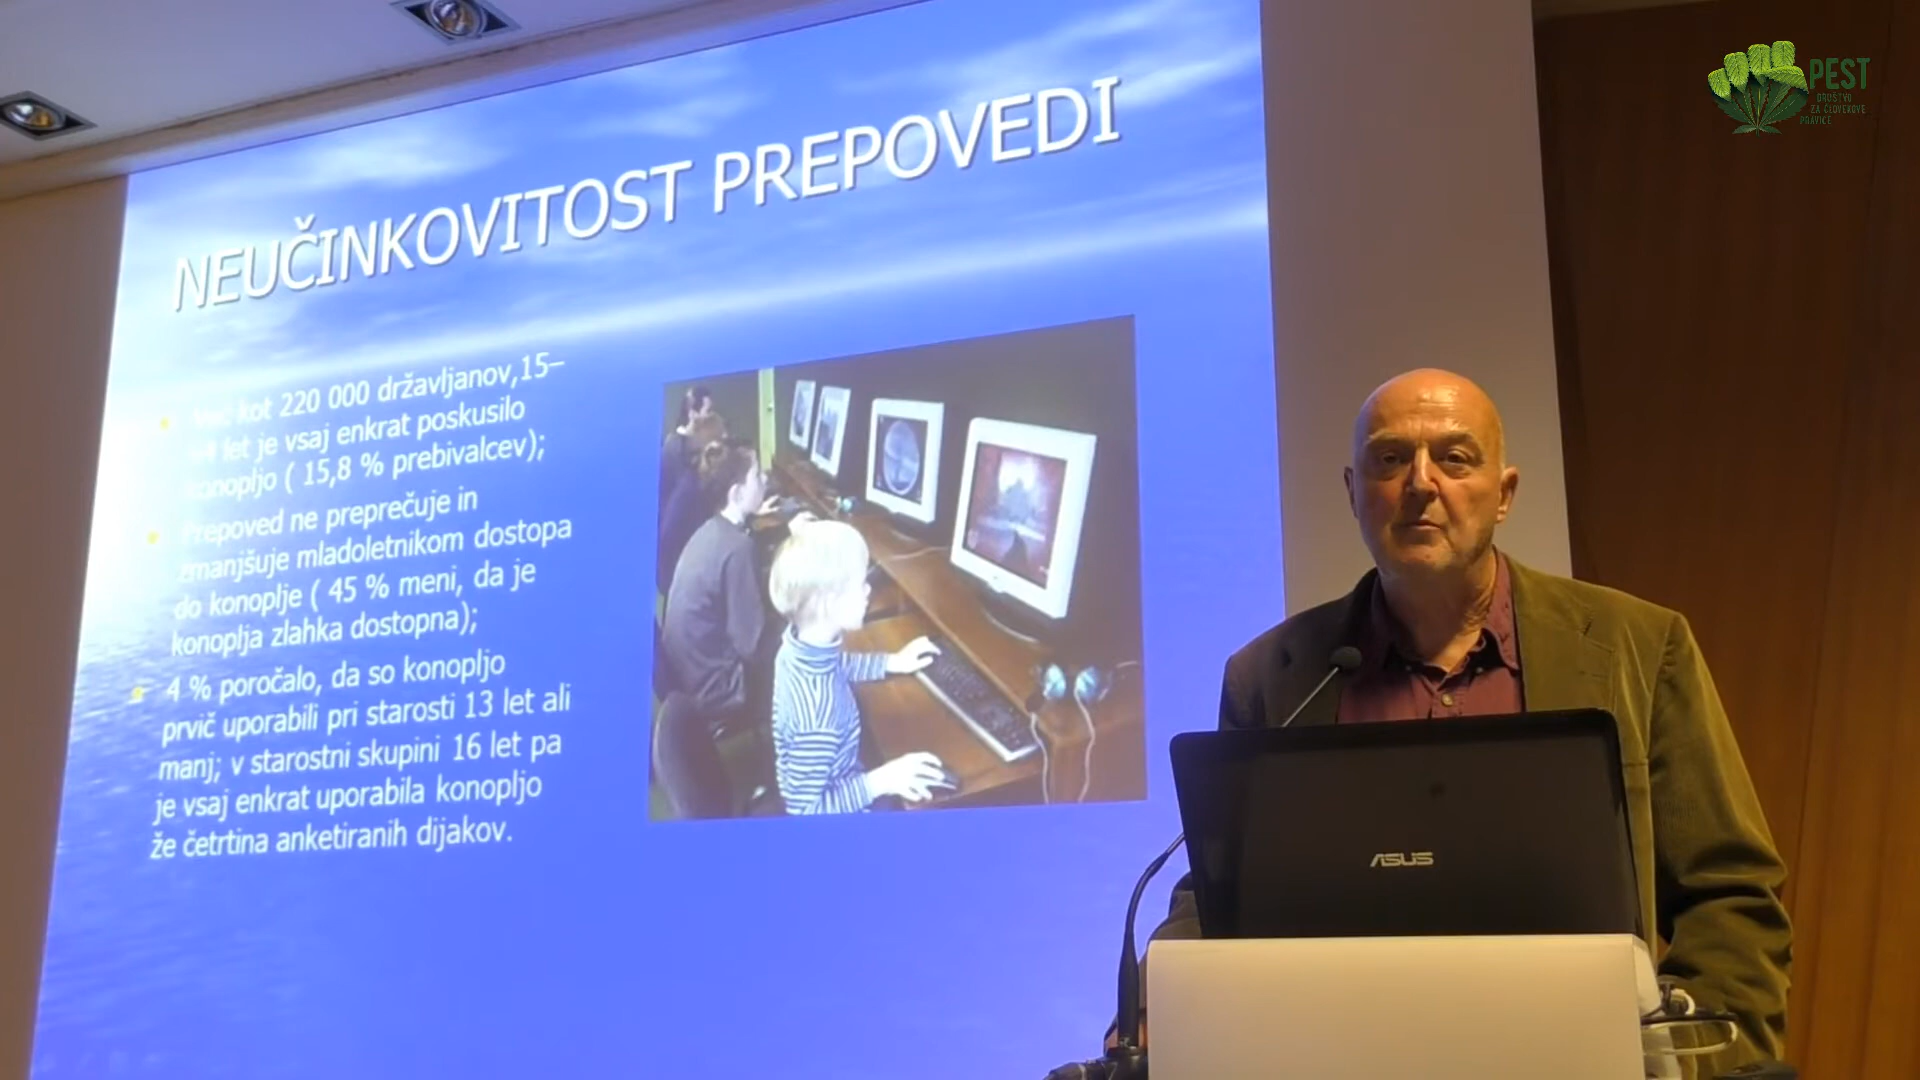 PEST
DRUŠTVO
ZA ČLOVEKOVE
PRAVICE
NEUČINKOVITOST PREPOVEDI
Več kot 220 000 državljanov,15–
let je vsaj enkrat poskusilo
konopljo ( 15,8 % prebivalcev);
Prepoved ne preprečuje in
zmanjšuje mladoletnikom dostopa
do konoplje ( 45 % meni, da je
konoplja zlahka dostopna);
4 % poročalo, da so konopljo
prvič uporabili pri starosti 13 let ali
manj; v starostni skupini 16 let pa
je vsaj enkrat uporabila konopljo
že četrtina anketiranih dijakov.
ASUS